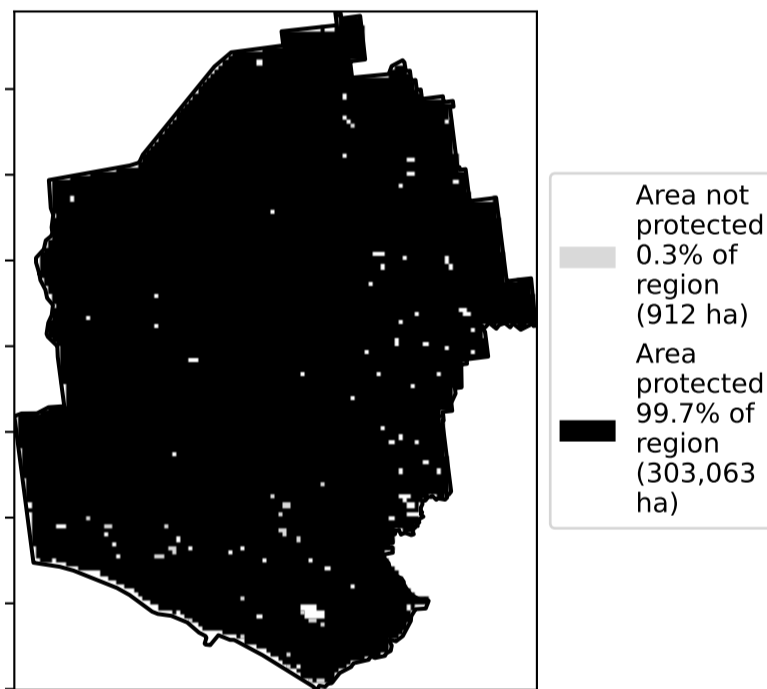 Area not
protected
0.3% of
region
(912 ha)
Area
protected
99.7% of
region
(303,063
ha)